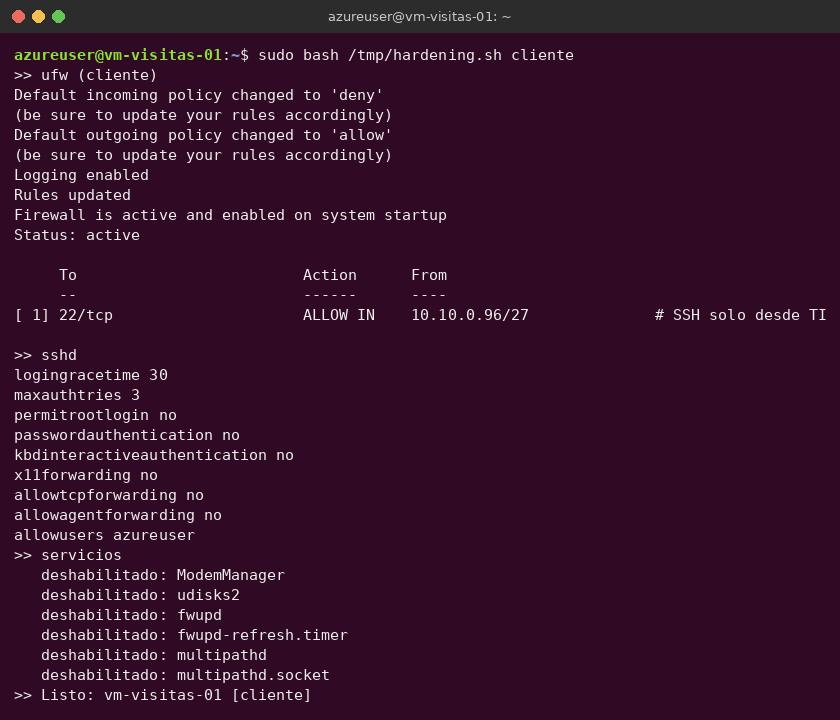 azureuser@vm-visitas-01: ~
azureuser@vm-visitas-01:~$ sudo bash /tmp/hardening.sh cliente
>> ufw (cliente)
Default incoming policy changed to 'deny'
(be sure to update your rules accordingly)
Default outgoing policy changed to 'allow'
(be sure to update your rules accordingly)
Logging enabled
Rules updated
Firewall is active and enabled on system startup
Status: active
     To                         Action      From
     --                         ------      ----
[ 1] 22/tcp                     ALLOW IN    10.10.0.96/27              # SSH solo desde TI
>> sshd
logingracetime 30
maxauthtries 3
permitrootlogin no
passwordauthentication no
kbdinteractiveauthentication no
x11forwarding no
allowtcpforwarding no
allowagentforwarding no
allowusers azureuser
>> servicios
   deshabilitado: ModemManager
   deshabilitado: udisks2
   deshabilitado: fwupd
   deshabilitado: fwupd-refresh.timer
   deshabilitado: multipathd
   deshabilitado: multipathd.socket
>> Listo: vm-visitas-01 [cliente]